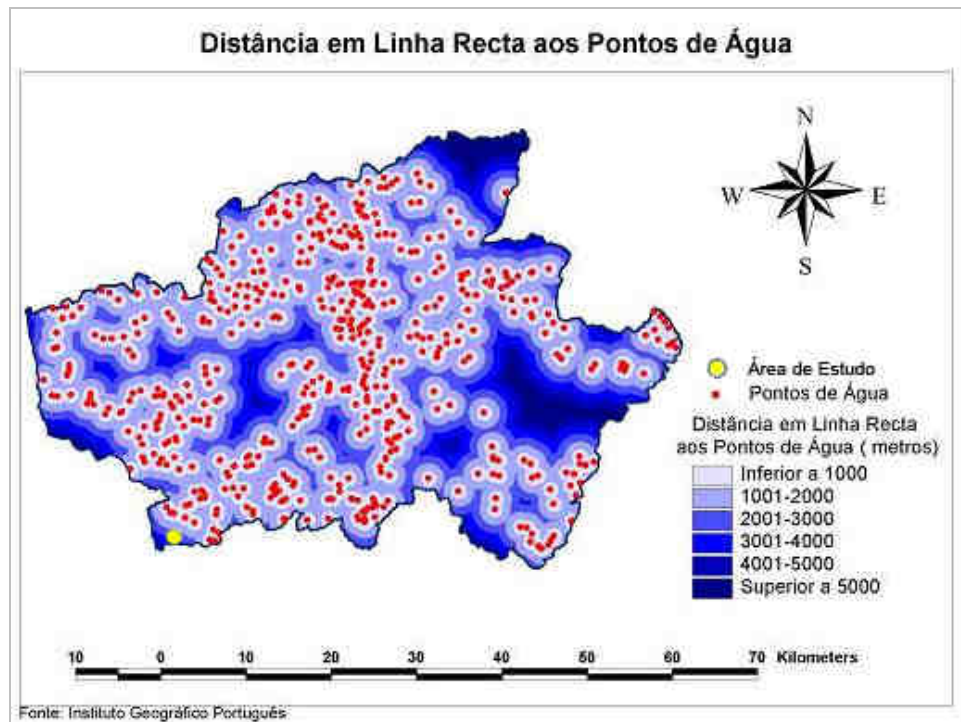 Distância em Linha Recta aos Pontos de Água
N
W
E
S
Área de Estudo
Pontos de Água
Distância em Linha Recta
aos Pontos de Água ( metros)
Inferior a 1000
1001-2000
2001-3000
3001-4000
4001-5000
Superior a 5000
10 0 10 20 30 40 50 60 70 Kilometers
Fonte: Instituto Geográfico Português